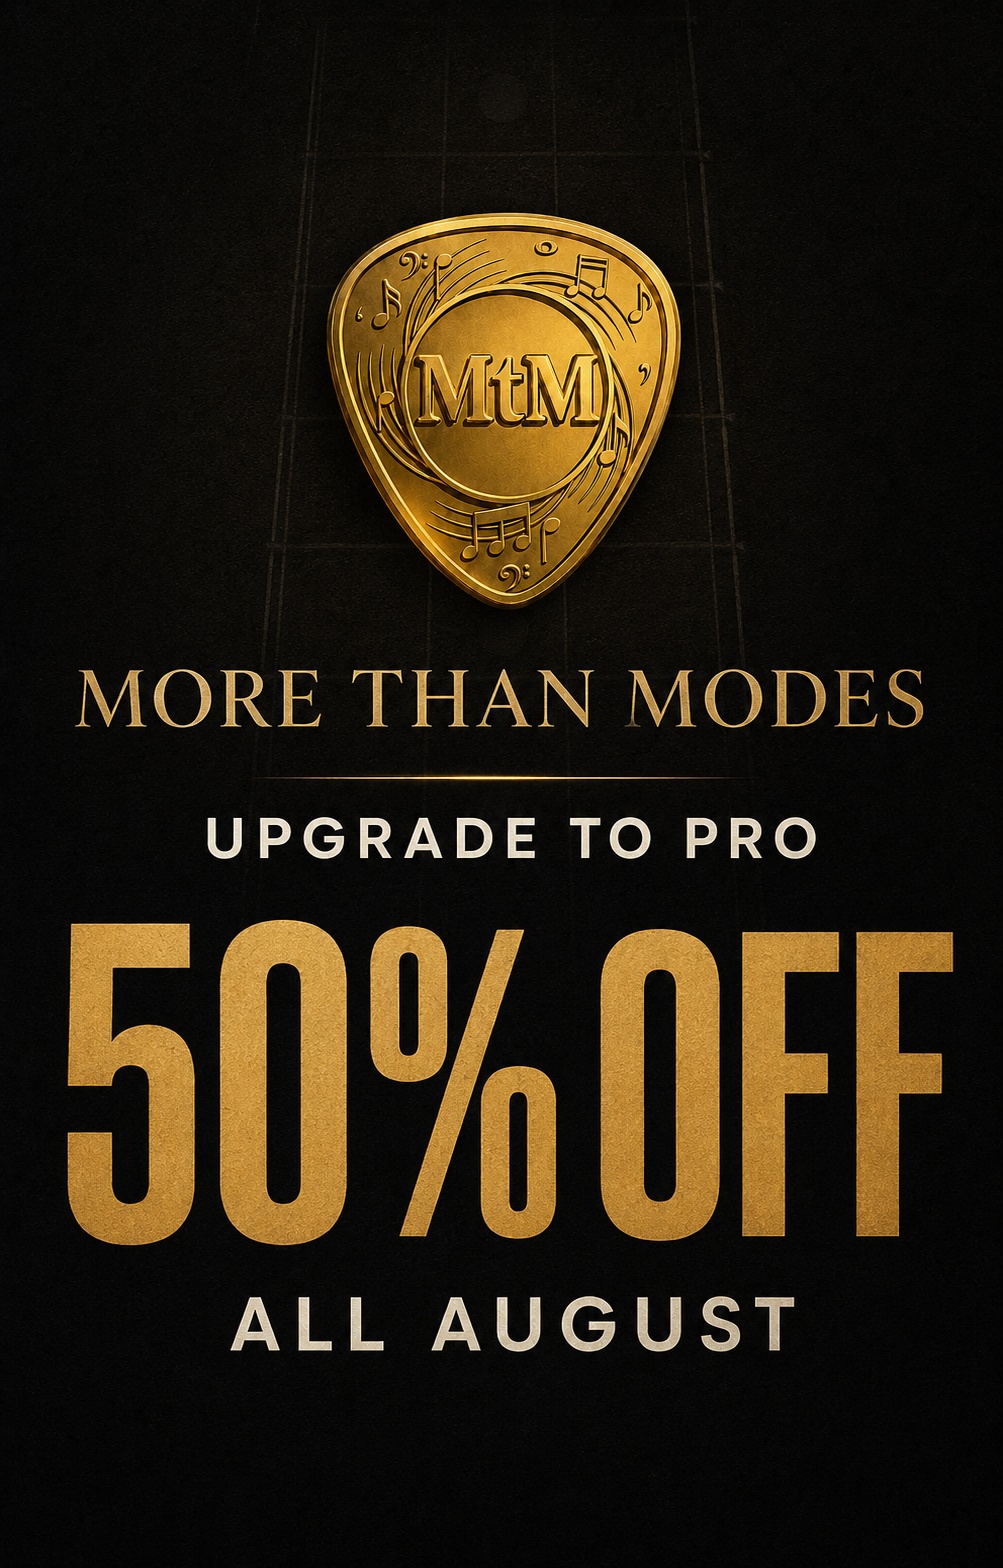 MtM
MORE THAN MODES
UPGRADE TO PRO
50% OFF
ALL AUGUST